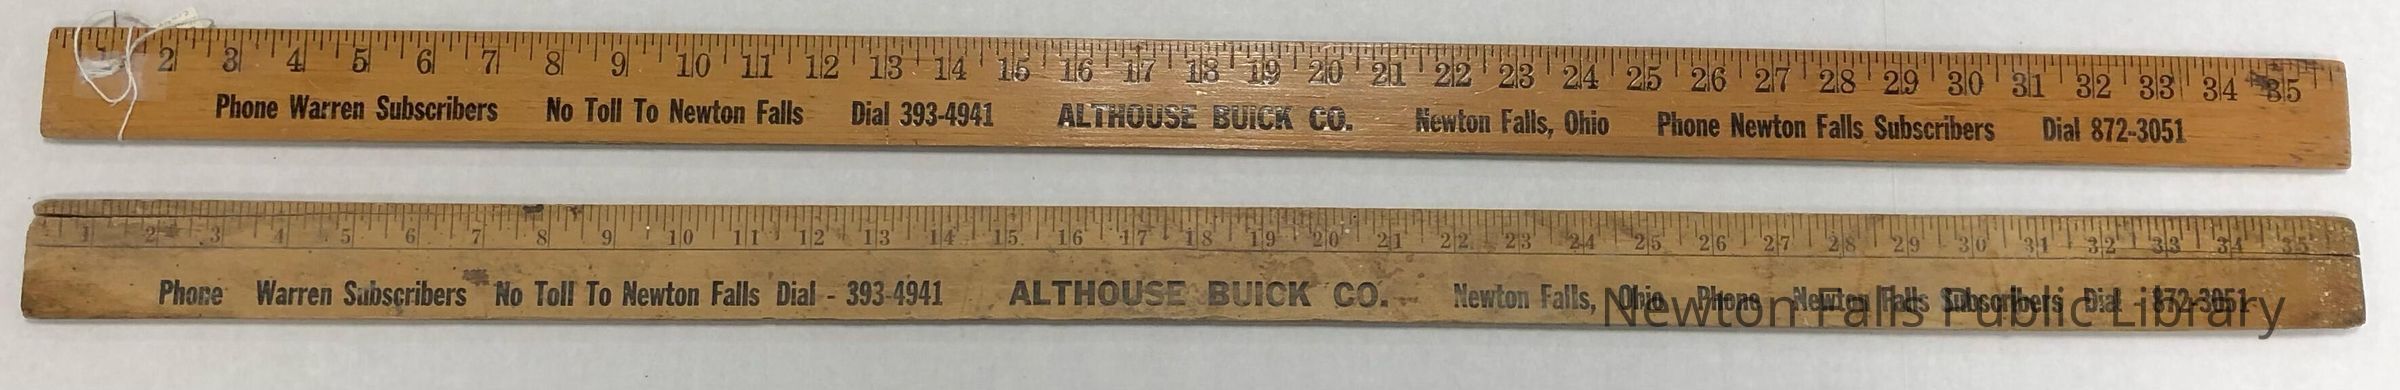 1 2 3 4 5 6 7 8 9 10 11 12 13 14 15 16 17 18 19 20 21 22 23 24 25 26 27 28 29 30 31 32 33 34 35
Phone Warren Subscribers No Toll To Newton Falls Dial 393-4941 ALTHOUSE BUICK CO. Newton Falls, Ohio Phone Newton Falls Subscribers Dial 872-3051
1 2 3 4 5 6 7 8 9 10 11 12 13 14 15 16 17 18 19 20 21 22 23 24 25 26 27 28 29 30 31 32 33 34 35
Phone Warren Subscribers No Toll To Newton Falls Dial - 393-4941 ALTHOUSE BUICK CO. Newton Falls, Ohio Phone Newton Falls Subscribers Dial 872-3051
Newton Falls Public Library